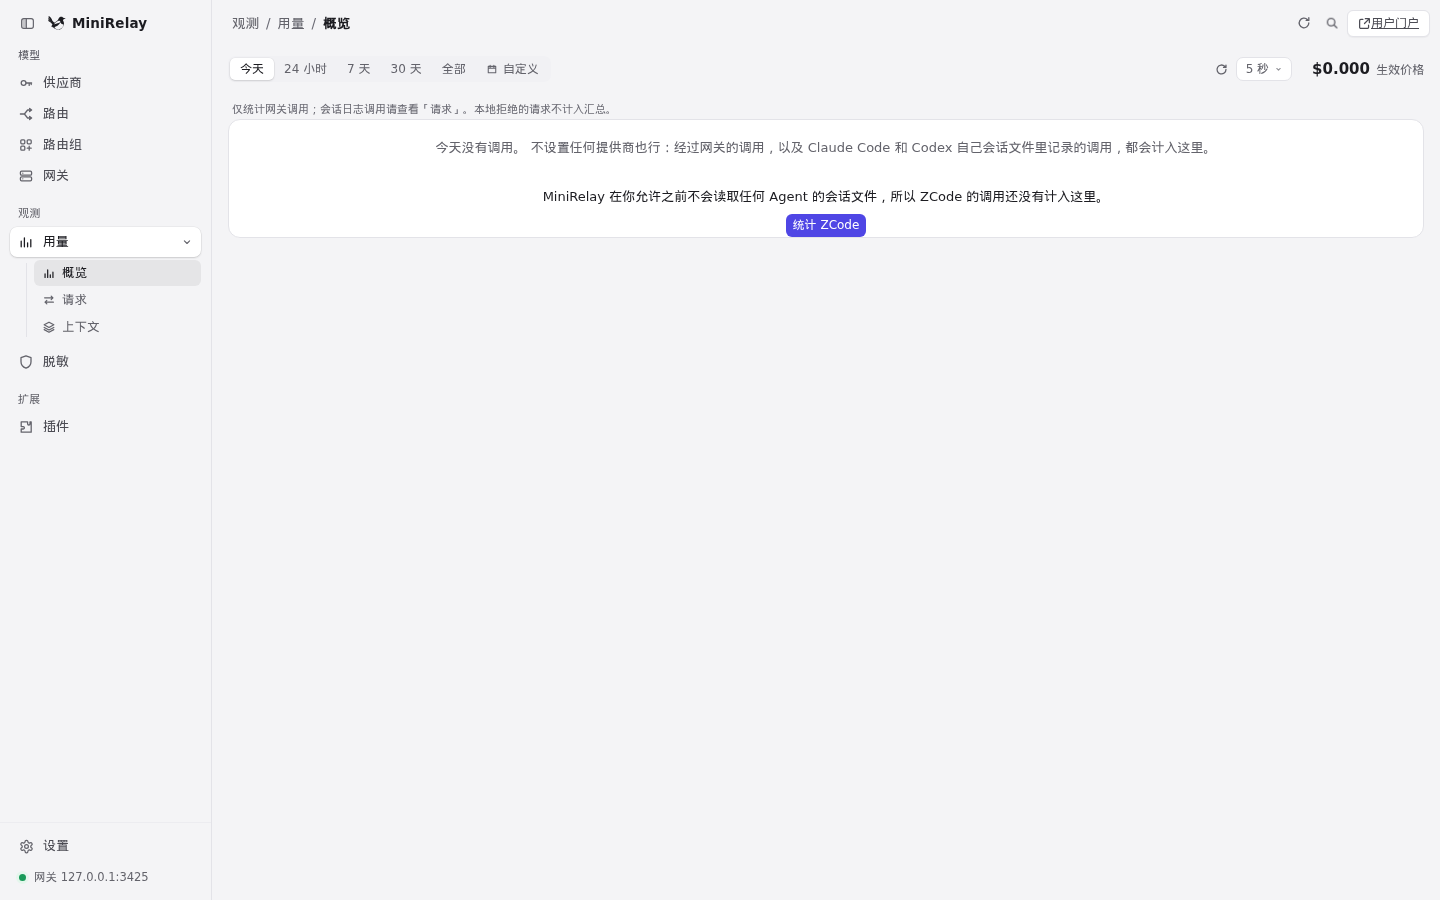 MiniRelay
模型
供应商
路由
路由组
网关
观测
用量
概览
请求
上下文
脱敏
扩展
插件
设置
网关 127.0.0.1:3425
观测 / 用量 / 概览
用户门户
今天 24 小时 7 天 30 天 全部 自定义
5 秒
$0.000 生效价格
仅统计网关调用；会话日志调用请查看「请求」。本地拒绝的请求不计入汇总。
今天没有调用。 不设置任何提供商也行：经过网关的调用，以及 Claude Code 和 Codex 自己会话文件里记录的调用，都会计入这里。
MiniRelay 在你允许之前不会读取任何 Agent 的会话文件，所以 ZCode 的调用还没有计入这里。
统计 ZCode